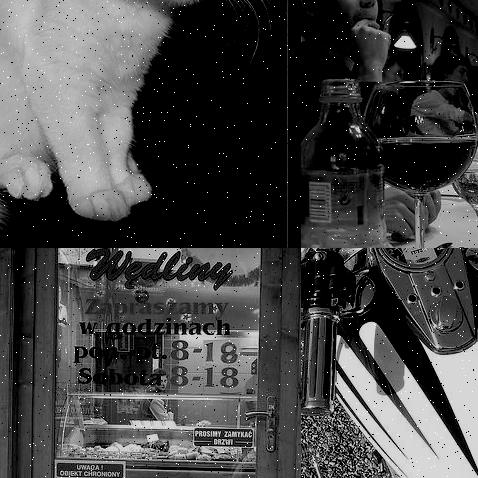 Wędliny
Zapraszamy
w godzinach
pon.-pt. 8-18
Sobota 8-18
PROSIMY ZAMYKAĆ
DRZWI
UWAGA!
OBIEKT CHRONIONY